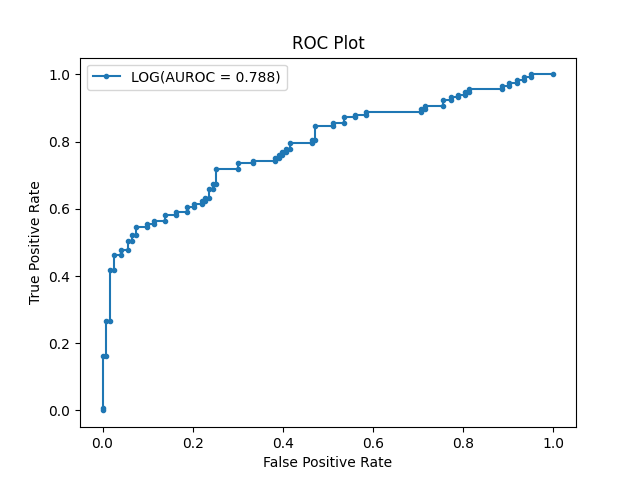 ROC Plot
LOG(AUROC = 0.788)
True Positive Rate
1.0
0.8
0.6
0.4
0.2
0.0
0.0 0.2 0.4 0.6 0.8 1.0
False Positive Rate